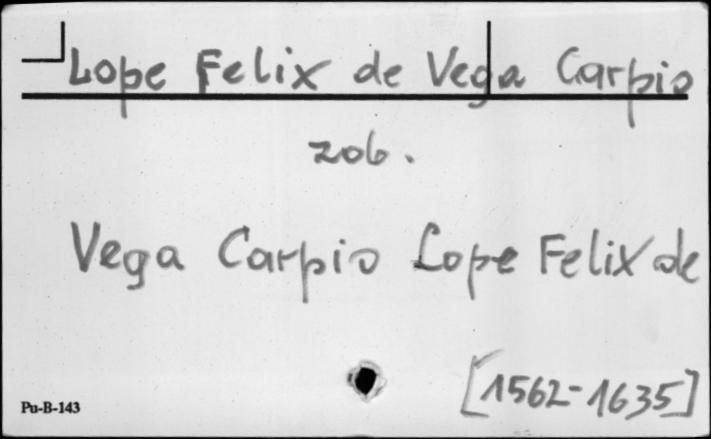 Lope Felix de Vega Carpio
zob.
Vega Carpio Lope Felix de
[1562-1635]
Pu-B-143